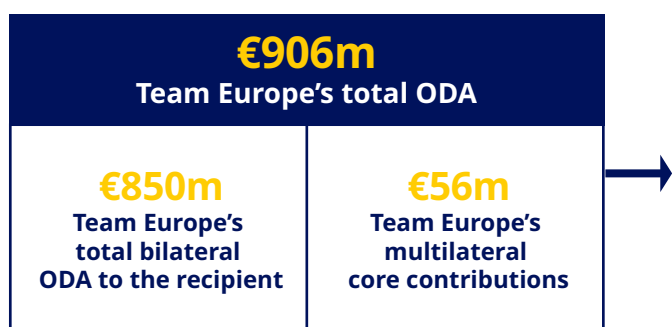 €906m
Team Europe's total ODA
€850m
Team Europe's
total bilateral
ODA to the recipient
€56m
Team Europe's
multilateral
core contributions